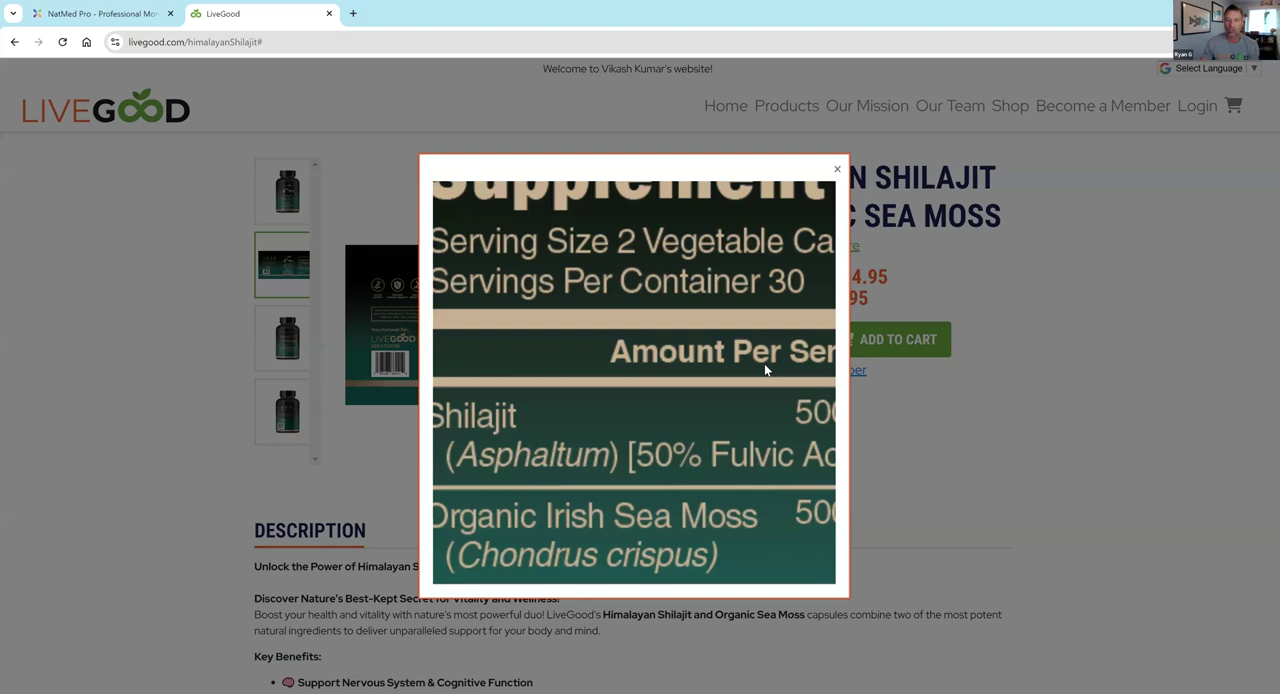 NatMed Pro - Professional Mo
LiveGood
livegood.com/himalayanShilajit#
Ryan G
Welcome to Vikash Kumar's website!
Select Language
LIVEGOOD
Home Products Our Mission Our Team Shop Become a Member Login
N SHILAJIT
C SEA MOSS
re
4.95
95
ADD TO CART
ber
Supplement
Serving Size 2 Vegetable Ca
Servings Per Container 30
Amount Per Ser
Shilajit 500
(Asphaltum) [50% Fulvic Ac
Organic Irish Sea Moss 500
(Chondrus crispus)
LIVEGOOD
DESCRIPTION
Unlock the Power of Himalayan S
Discover Nature's Best-Kept Secret for Vitality and Wellness!
Boost your health and vitality with nature's most powerful duo! LiveGood's Himalayan Shilajit and Organic Sea Moss capsules combine two of the most potent
natural ingredients to deliver unparalleled support for your body and mind.
Key Benefits:
Support Nervous System & Cognitive Function